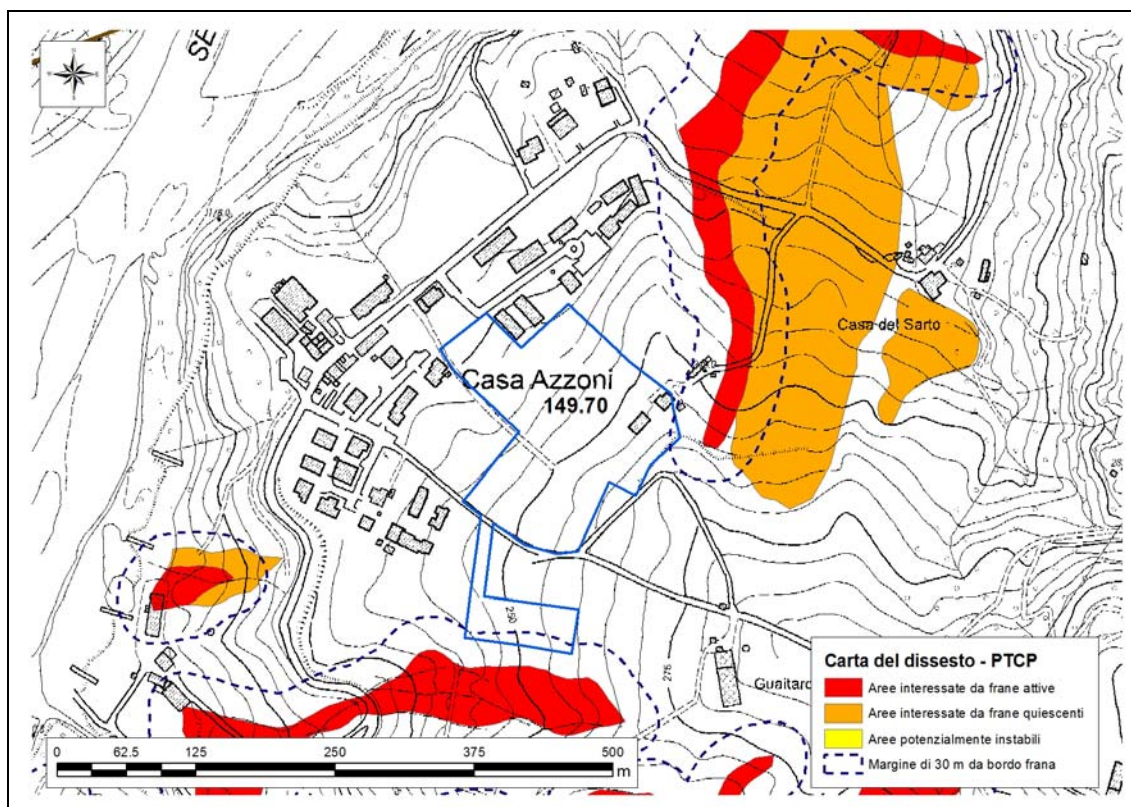 SE
Casa Azzoni
149.70
Casa del Sarto
250
275
Guaitaro
Carta del dissesto - PTCP
Aree interessate da frane attive
Aree interessate da frane quiescenti
Aree potenzialmente instabili
Margine di 30 m da bordo frana
0 62.5 125 250 375 500
m